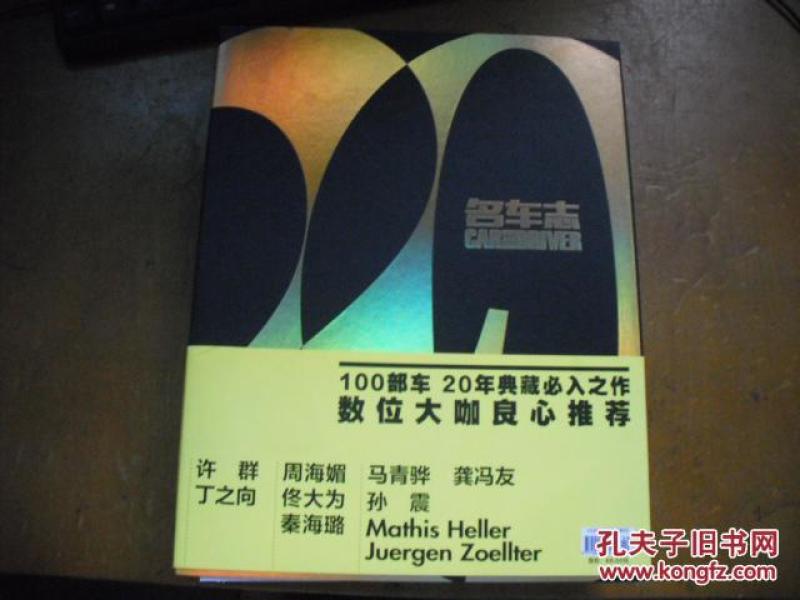 名车志
CAR AND DRIVER
100部车 20年典藏必入之作
数位大咖良心推荐
许群 周海媚 马青骅 龚冯友
丁之向 佟大为 孙震
秦海璐 Mathis Heller
Juergen Zoellter
孔夫子旧书网
www.kongfz.com